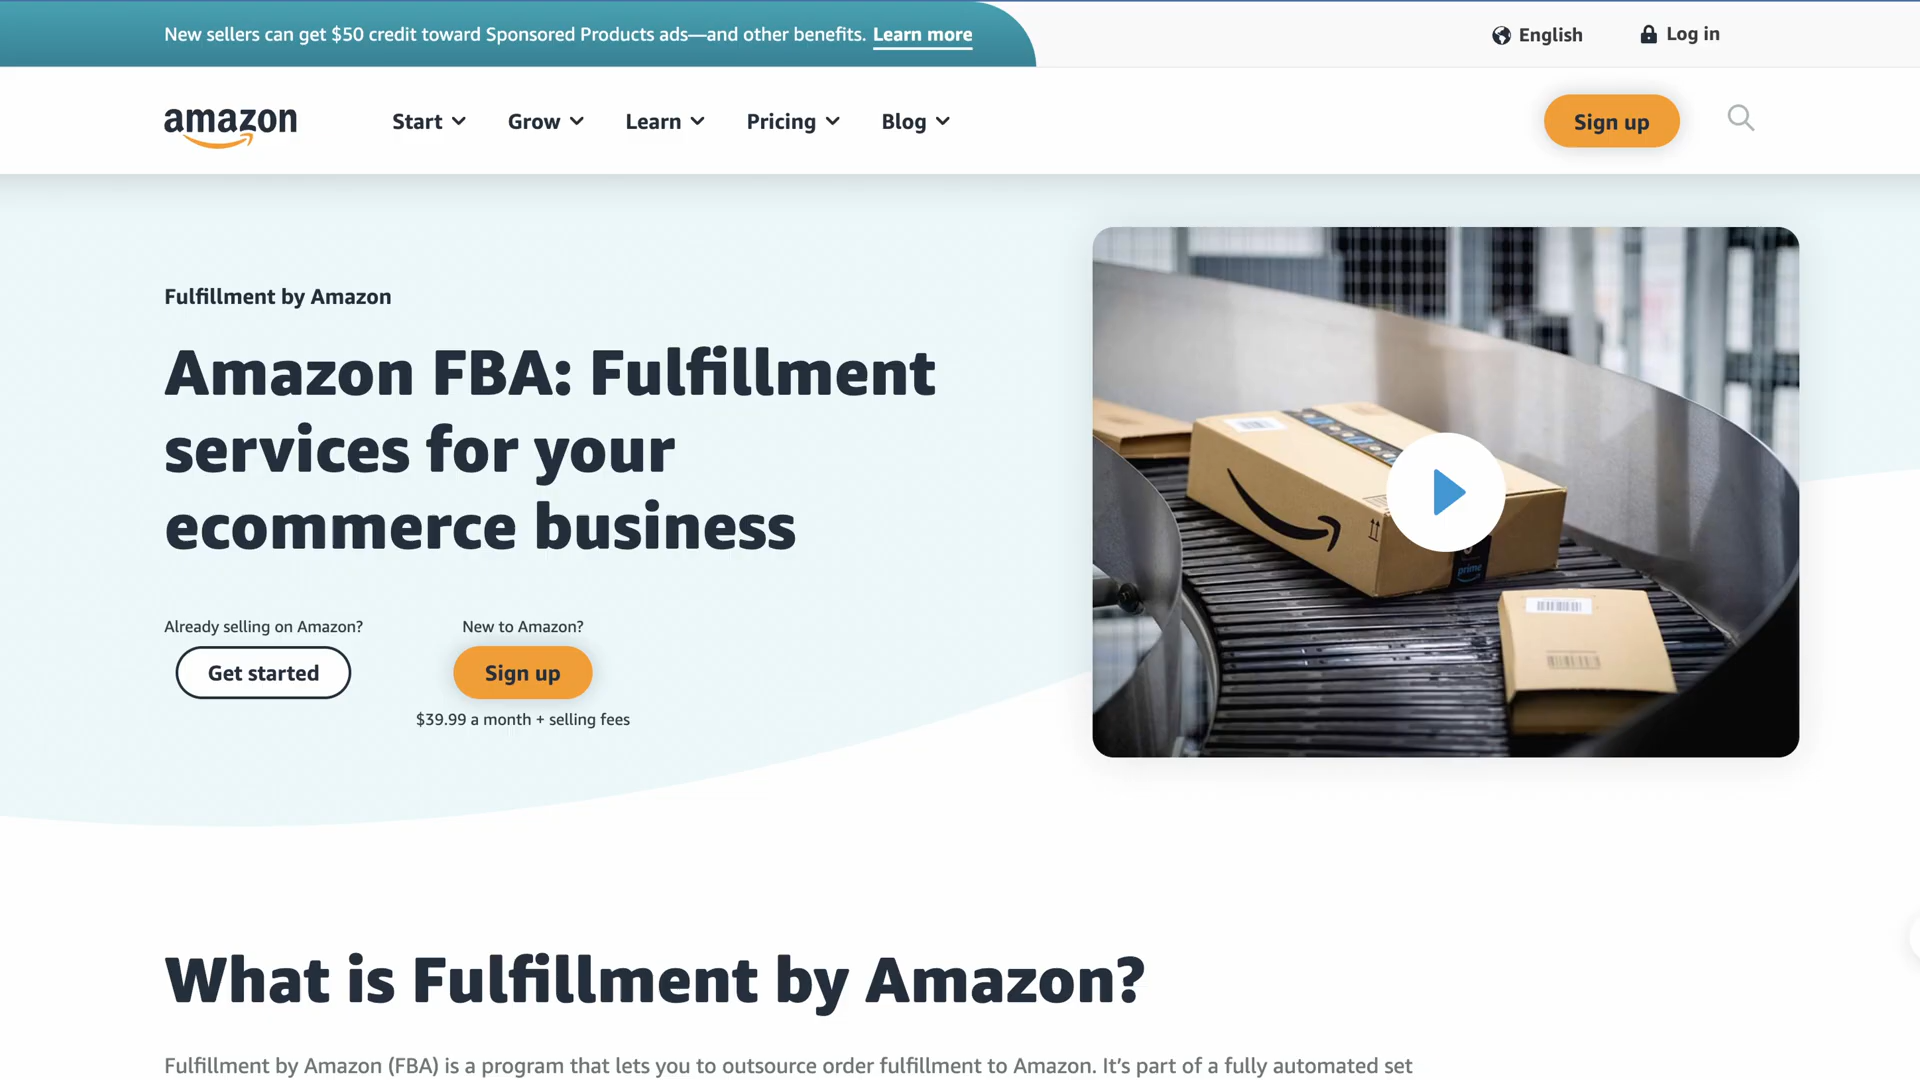 New sellers can get $50 credit toward Sponsored Products ads—and other benefits. Learn more
English
Log in
amazon
Start
Grow
Learn
Pricing
Blog
Sign up
Fulfillment by Amazon
Amazon FBA: Fulfillment
services for your
ecommerce business
Already selling on Amazon?
New to Amazon?
Get started
Sign up
$39.99 a month + selling fees
prime
What is Fulfillment by Amazon?
Fulfillment by Amazon (FBA) is a program that lets you to outsource order fulfillment to Amazon. It’s part of a fully automated set